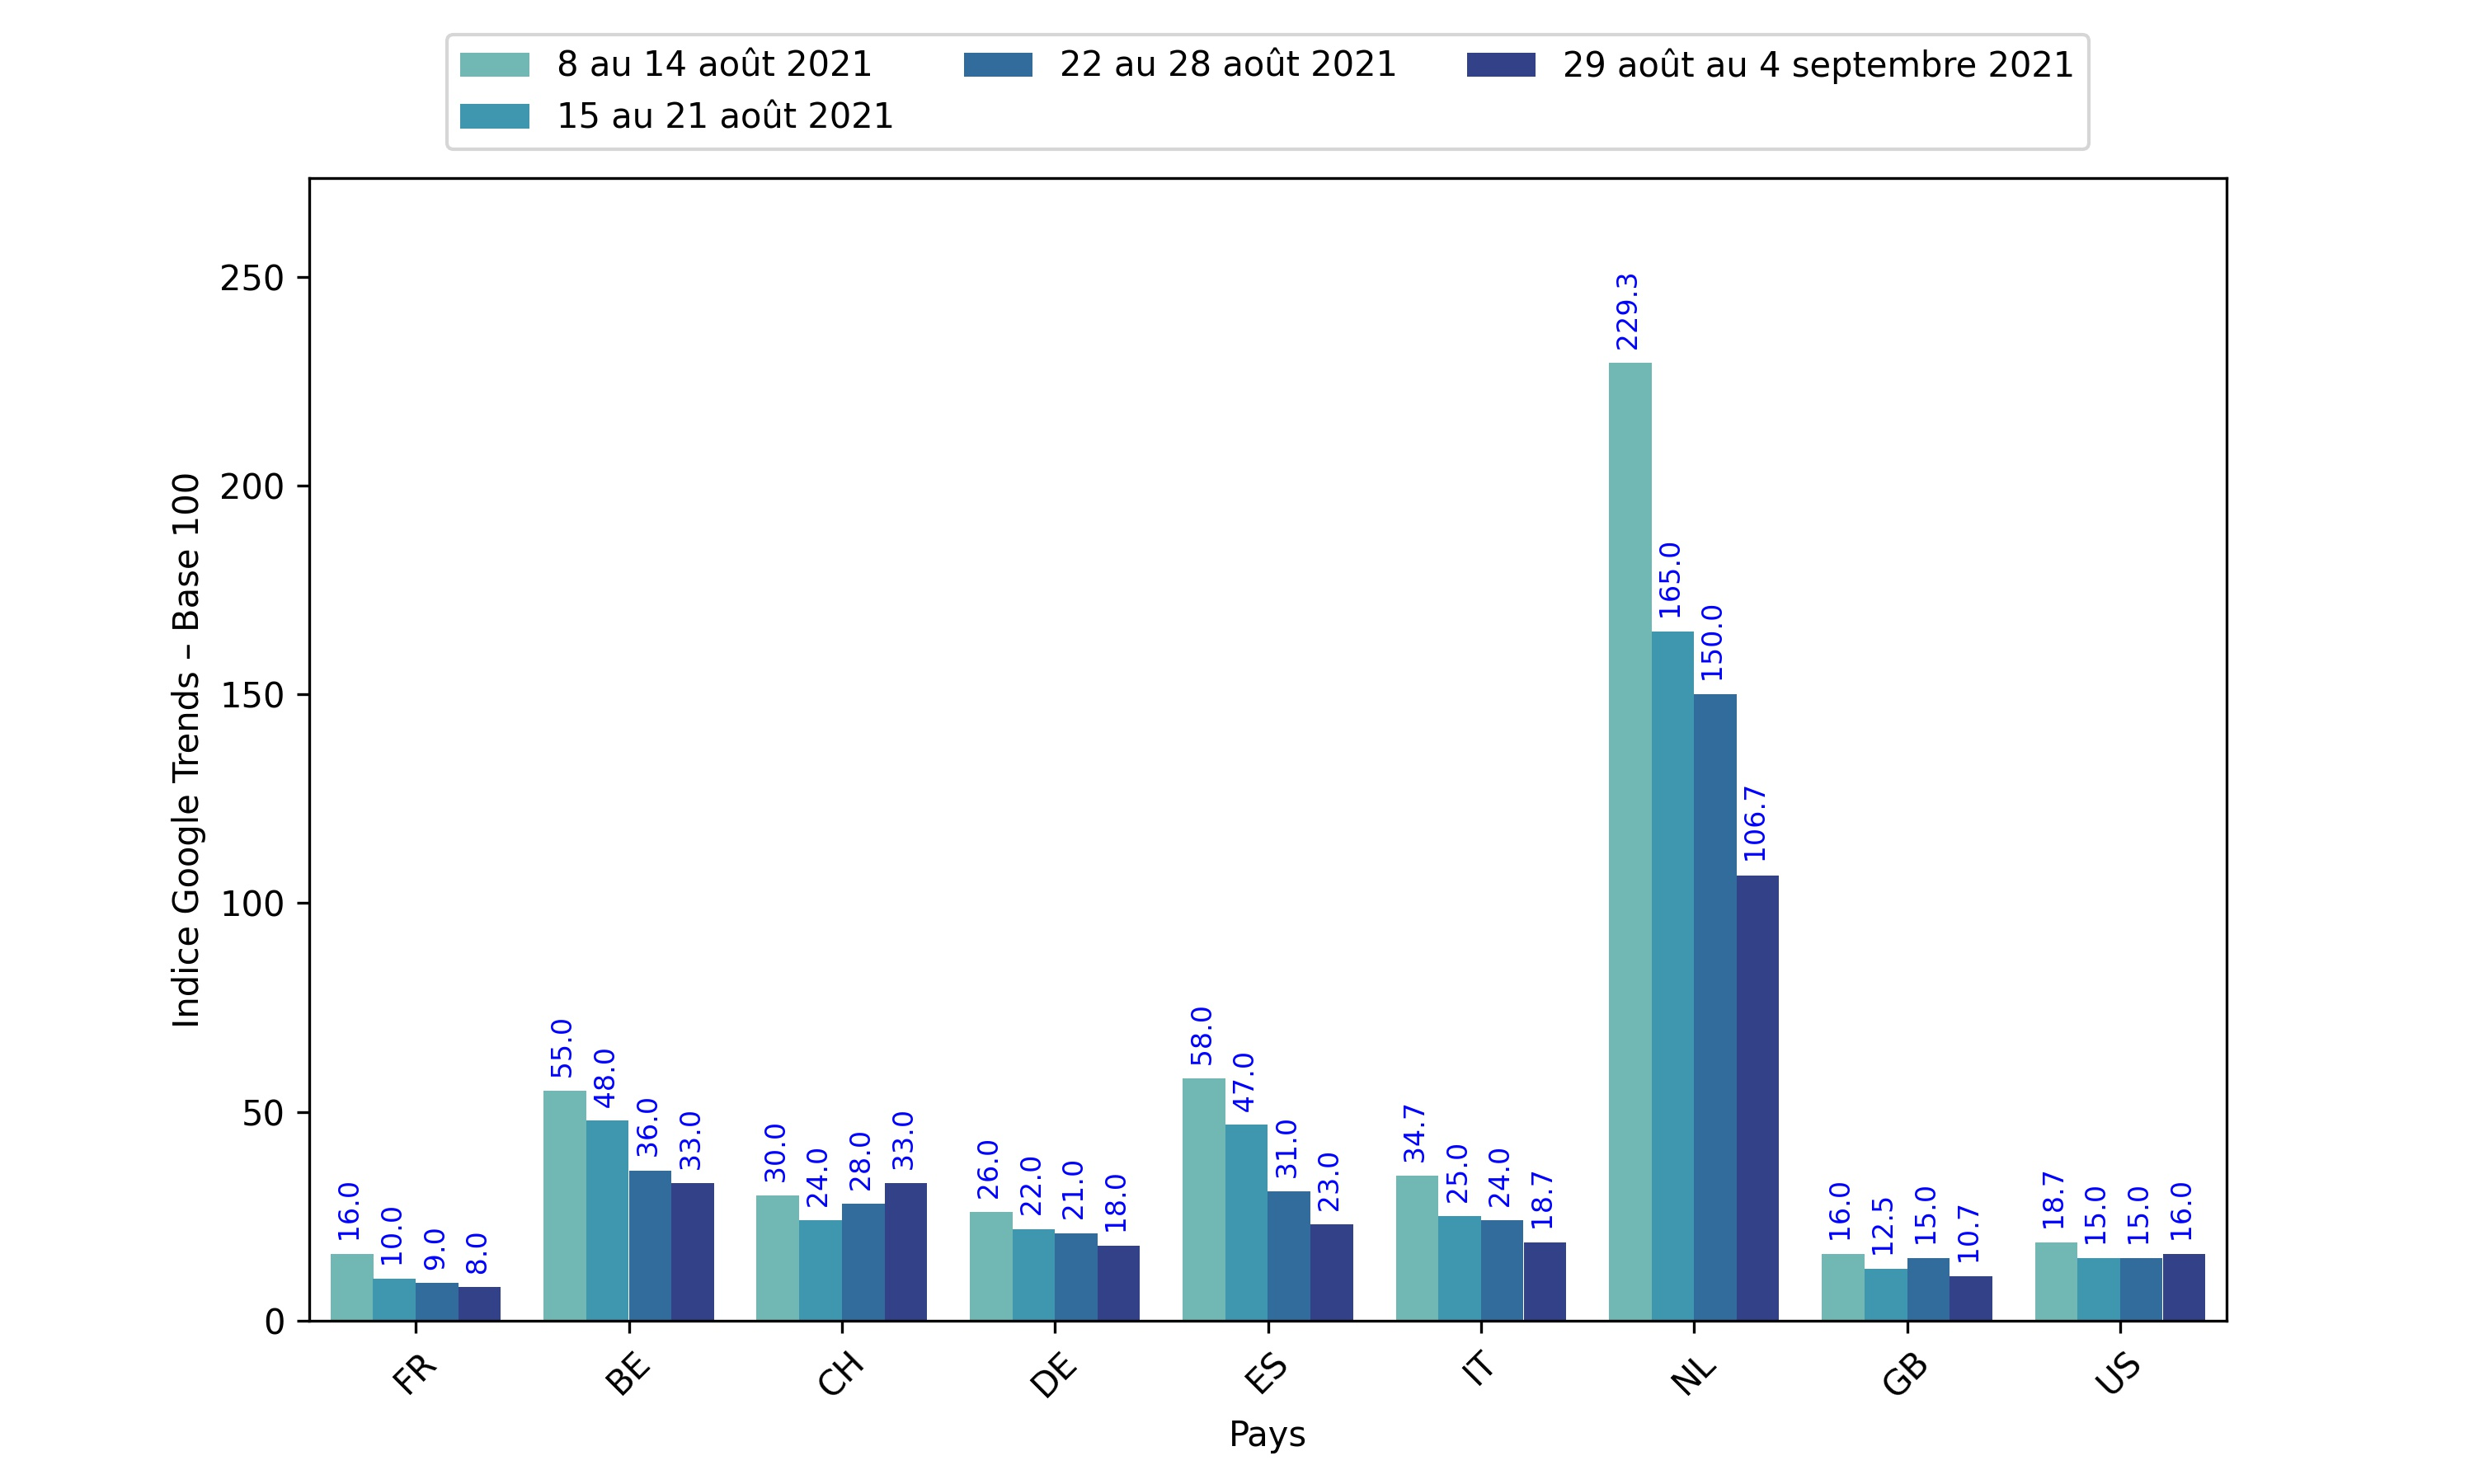 8 au 14 août 2021
15 au 21 août 2021
22 au 28 août 2021
29 août au 4 septembre 2021
Indice Google Trends – Base 100
250
200
150
100
50
0
16.0 10.0 9.0 8.0
55.0 48.0 36.0 33.0
30.0 24.0 28.0 33.0
26.0 22.0 21.0 18.0
58.0 47.0 31.0 23.0
34.7 25.0 24.0 18.7
229.3 165.0 150.0 106.7
16.0 12.5 15.0 10.7
18.7 15.0 15.0 16.0
FR BE CH DE ES IT NL GB US
Pays